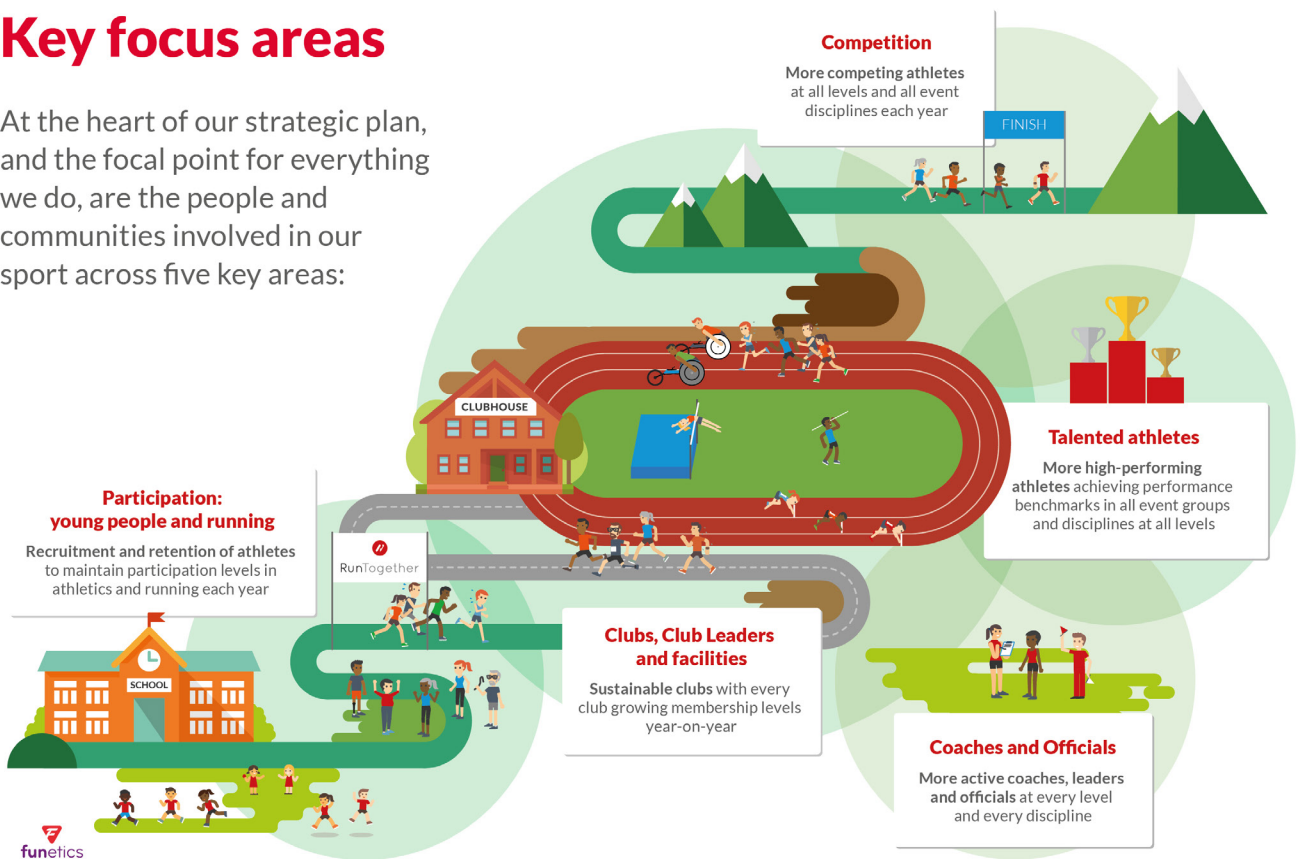 Key focus areas
At the heart of our strategic plan,
and the focal point for everything
we do, are the people and
communities involved in our
sport across five key areas:
Competition
More competing athletes
at all levels and all event
disciplines each year
FINISH
CLUBHOUSE
Talented athletes
More high-performing
athletes achieving performance
benchmarks in all event groups
and disciplines at all levels
Participation:
young people and running
Recruitment and retention of athletes
to maintain participation levels in
athletics and running each year
RunTogether
SCHOOL
Clubs, Club Leaders
and facilities
Sustainable clubs with every
club growing membership levels
year-on-year
Coaches and Officials
More active coaches, leaders
and officials at every level
and every discipline
funetics